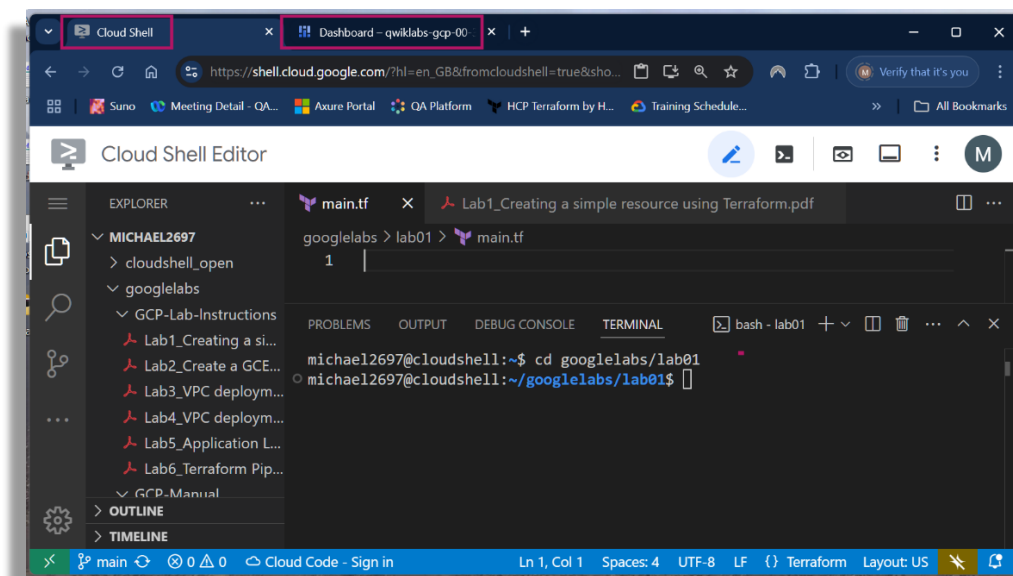 Cloud Shell
Dashboard – qwiklabs-gcp-00-
https://shell.cloud.google.com/?hl=en_GB&fromcloudshell=true&sho...
Verify that it's you
Suno
Meeting Detail - QA...
Axure Portal
QA Platform
HCP Terraform by H...
Training Schedule...
»
All Bookmarks
Cloud Shell Editor
M
EXPLORER
MICHAEL2697
cloudshell_open
googlelabs
GCP-Lab-Instructions
Lab1_Creating a si...
Lab2_Create a GCE...
Lab3_VPC deploym...
Lab4_VPC deploym...
Lab5_Application L...
Lab6_Terraform Pip...
GCP-Manual
OUTLINE
TIMELINE
main.tf
Lab1_Creating a simple resource using Terraform.pdf
googlelabs > lab01 > main.tf
1
PROBLEMS OUTPUT DEBUG CONSOLE TERMINAL
bash - lab01
michael2697@cloudshell:~$ cd googlelabs/lab01
michael2697@cloudshell:~/googlelabs/lab01$
main 0 0 Cloud Code - Sign in Ln 1, Col 1 Spaces: 4 UTF-8 LF {} Terraform Layout: US